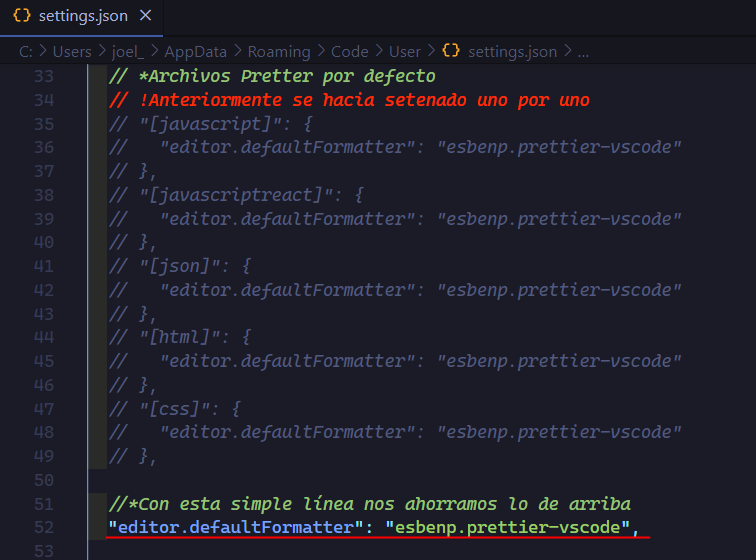 {} settings.json ×
C: > Users > joel_ > AppData > Roaming > Code > User > {} settings.json > ...
33 // *Archivos Pretter por defecto
34 // !Anteriormente se hacia setenado uno por uno
35 // "[javascript]": {
36 //   "editor.defaultFormatter": "esbenp.prettier-vscode"
37 // },
38 // "[javascriptreact]": {
39 //   "editor.defaultFormatter": "esbenp.prettier-vscode"
40 // },
41 // "[json]": {
42 //   "editor.defaultFormatter": "esbenp.prettier-vscode"
43 // },
44 // "[html]": {
45 //   "editor.defaultFormatter": "esbenp.prettier-vscode"
46 // },
47 // "[css]": {
48 //   "editor.defaultFormatter": "esbenp.prettier-vscode"
49 // },
50
51 //*Con esta simple línea nos ahorramos lo de arriba
52 "editor.defaultFormatter": "esbenp.prettier-vscode",
53